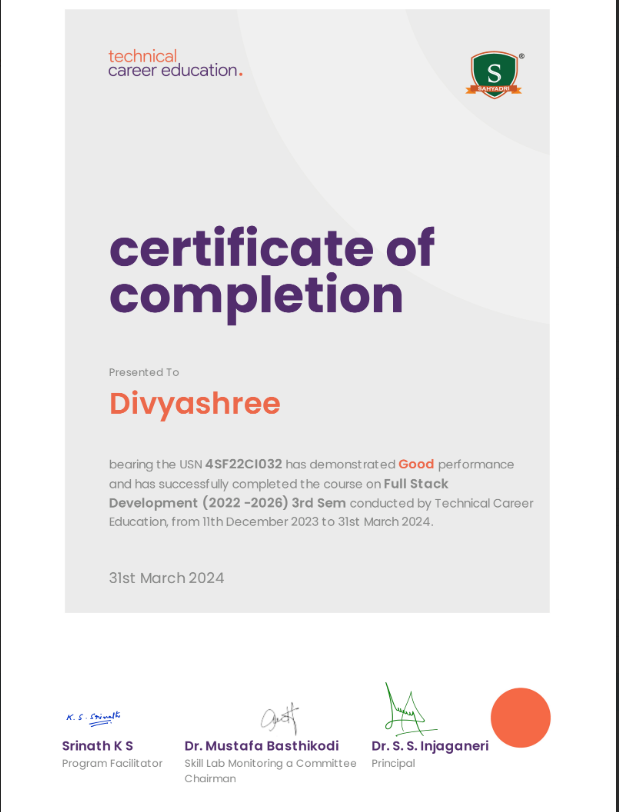 technical
career education.
®
S
SAHYADRI
certificate of
completion
Presented To
Divyashree
bearing the USN 4SF22CI032 has demonstrated Good performance
and has successfully completed the course on Full Stack
Development (2022 -2026) 3rd Sem conducted by Technical Career
Education, from 11th December 2023 to 31st March 2024.
31st March 2024
K. S. Srinath
Srinath K S
Program Facilitator
Dr. Mustafa Basthikodi
Skill Lab Monitoring a Committee
Chairman
Dr. S. S. Injaganeri
Principal